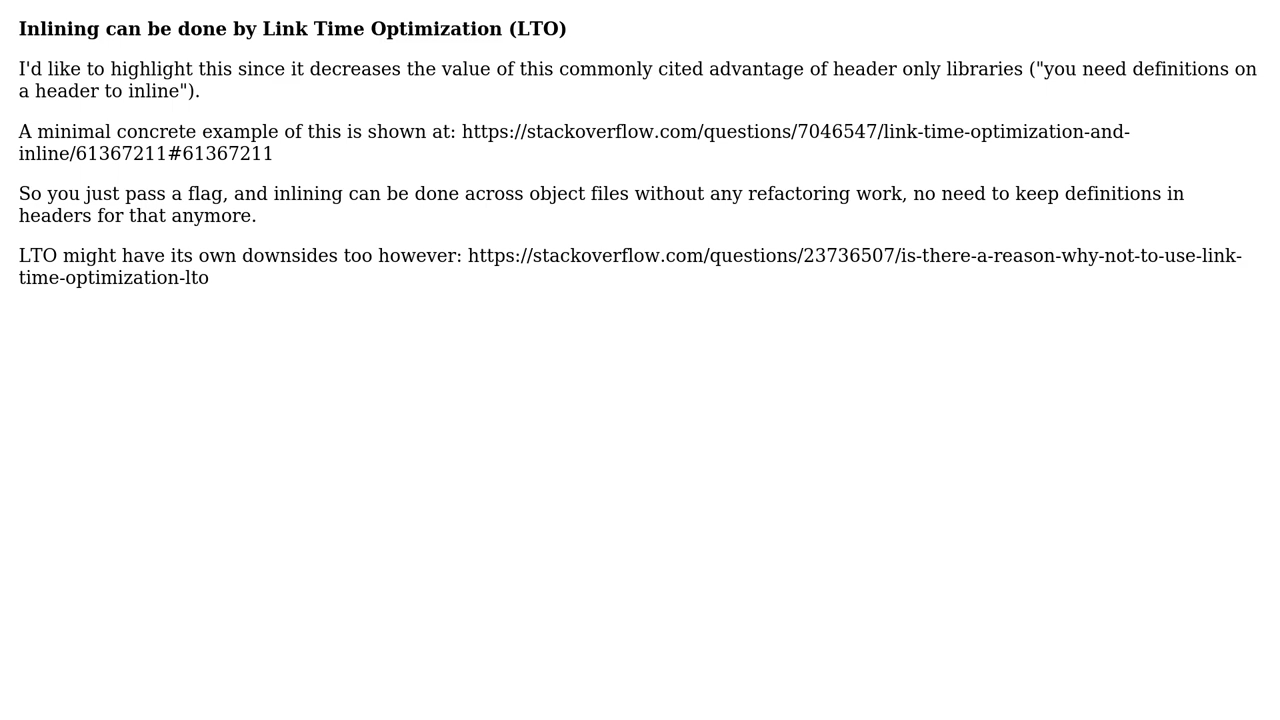 Inlining can be done by Link Time Optimization (LTO)
I'd like to highlight this since it decreases the value of this commonly cited advantage of header only libraries ("you need definitions on
a header to inline").
A minimal concrete example of this is shown at: https://stackoverflow.com/questions/7046547/link-time-optimization-and-
inline/61367211#61367211
So you just pass a flag, and inlining can be done across object files without any refactoring work, no need to keep definitions in
headers for that anymore.
LTO might have its own downsides too however: https://stackoverflow.com/questions/23736507/is-there-a-reason-why-not-to-use-link-
time-optimization-lto